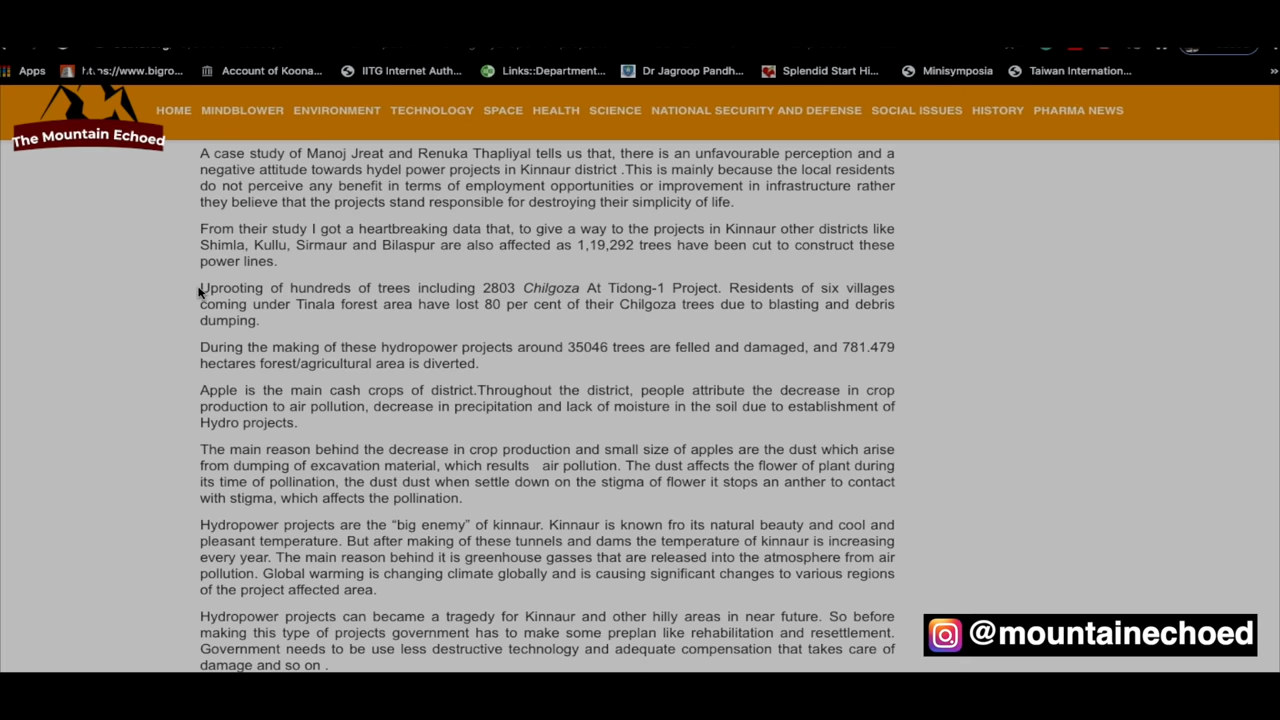 Apps
https://www.bigro...
Account of Koona...
IITG Internet Auth...
Links::Department...
Dr Jagroop Pandh...
Splendid Start Hi...
Minisymposia
Taiwan Internation...
»
The Mountain Echoed
HOME MINDBLOWER ENVIRONMENT TECHNOLOGY SPACE HEALTH SCIENCE NATIONAL SECURITY AND DEFENSE SOCIAL ISSUES HISTORY PHARMA NEWS
A case study of Manoj Jreat and Renuka Thapliyal tells us that, there is an unfavourable perception and a
negative attitude towards hydel power projects in Kinnaur district .This is mainly because the local residents
do not perceive any benefit in terms of employment opportunities or improvement in infrastructure rather
they believe that the projects stand responsible for destroying their simplicity of life.
From their study I got a heartbreaking data that, to give a way to the projects in Kinnaur other districts like
Shimla, Kullu, Sirmaur and Bilaspur are also affected as 1,19,292 trees have been cut to construct these
power lines.
Uprooting of hundreds of trees including 2803 Chilgoza At Tidong-1 Project. Residents of six villages
coming under Tinala forest area have lost 80 per cent of their Chilgoza trees due to blasting and debris
dumping.
During the making of these hydropower projects around 35046 trees are felled and damaged, and 781.479
hectares forest/agricultural area is diverted.
Apple is the main cash crops of district.Throughout the district, people attribute the decrease in crop
production to air pollution, decrease in precipitation and lack of moisture in the soil due to establishment of
Hydro projects.
The main reason behind the decrease in crop production and small size of apples are the dust which arise
from dumping of excavation material, which results air pollution. The dust affects the flower of plant during
its time of pollination, the dust dust when settle down on the stigma of flower it stops an anther to contact
with stigma, which affects the pollination.
Hydropower projects are the “big enemy” of kinnaur. Kinnaur is known fro its natural beauty and cool and
pleasant temperature. But after making of these tunnels and dams the temperature of kinnaur is increasing
every year. The main reason behind it is greenhouse gasses that are released into the atmosphere from air
pollution. Global warming is changing climate globally and is causing significant changes to various regions
of the project affected area.
Hydropower projects can became a tragedy for Kinnaur and other hilly areas in near future. So before
making this type of projects government has to make some preplan like rehabilitation and resettlement.
Government needs to be use less destructive technology and adequate compensation that takes care of
damage and so on .
@mountainechoed